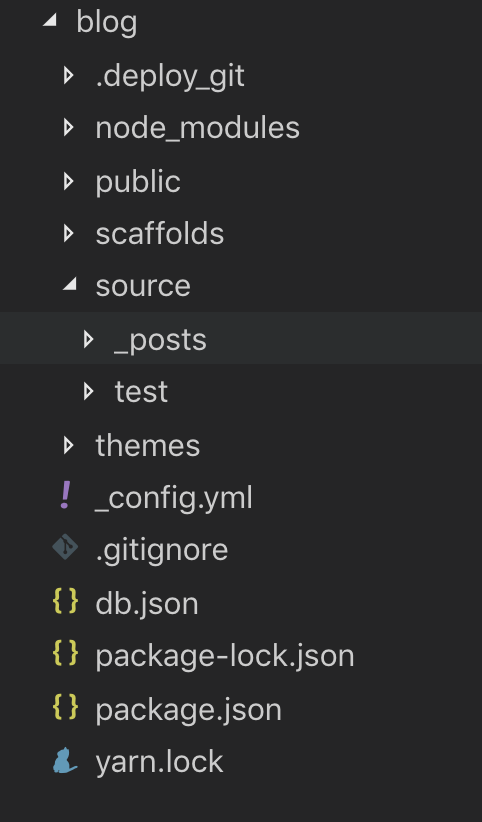 blog
.deploy_git
node_modules
public
scaffolds
source
_posts
test
themes
_config.yml
.gitignore
db.json
package-lock.json
package.json
yarn.lock